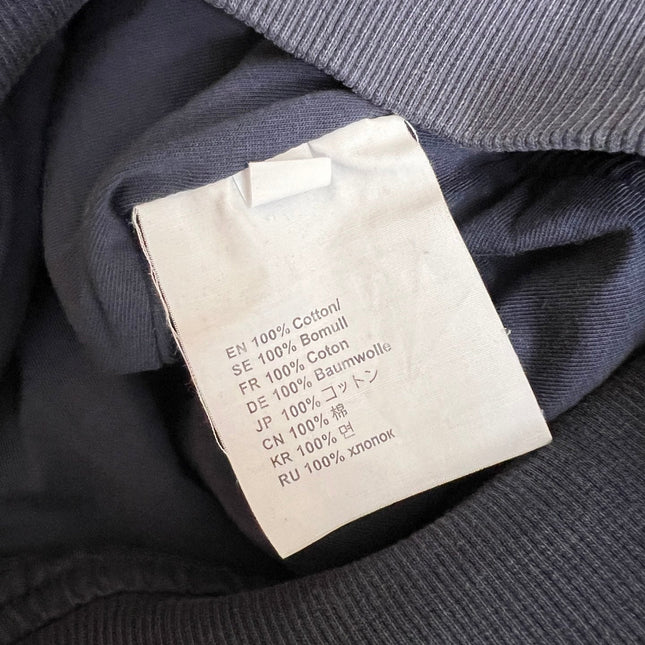 EN 100% Cotton/
SE 100% Bomull
FR 100% Coton
DE 100% Baumwolle
JP 100% コットン
CN 100% 棉
KR 100% 면
RU 100% хлопок